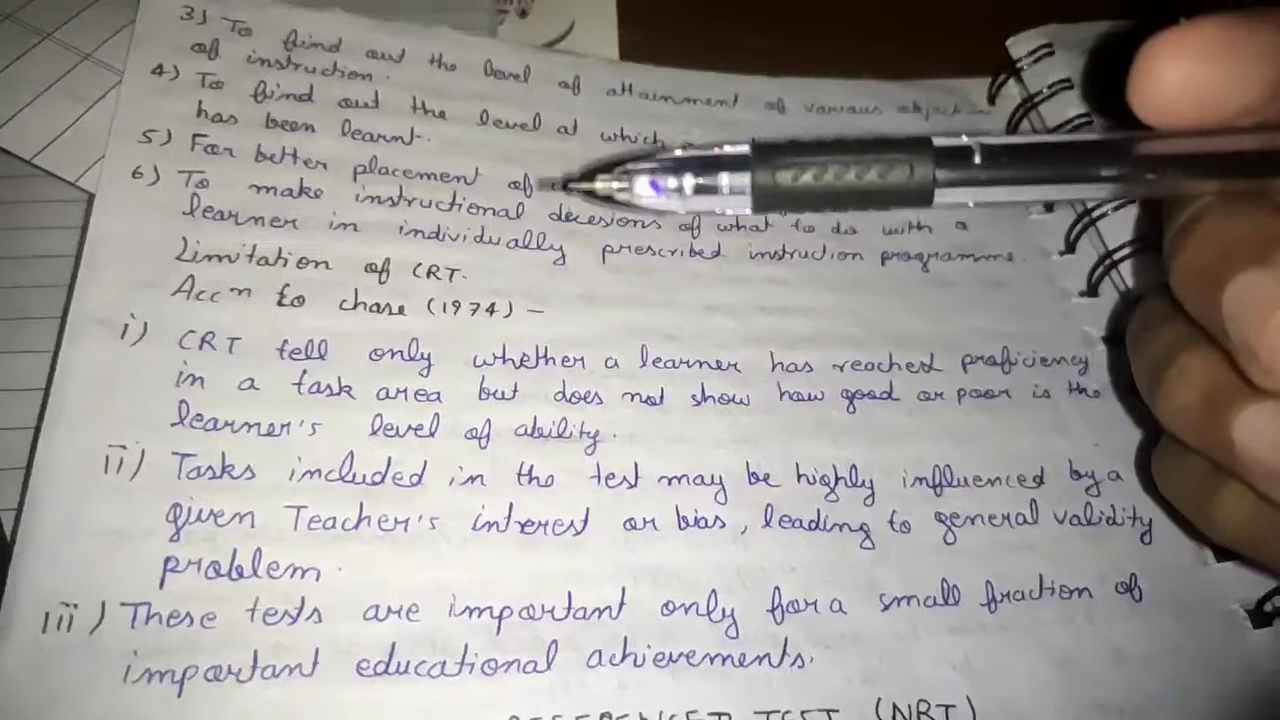 3) To find out the level of attainment of various
of instruction.
4) To find out the level at which
has been learnt.
5) For better placement of
6) To make instructional decesions of what to do with a
learner in individually prescribed instruction programme.
Limitation of CRT.
Accn to chase (1974) -
i) CRT tell only whether a learner has reached proficiency
in a task area but does not show how good or poor is the
learner's level of ability.
ii) Tasks included in the test may be highly influenced by a
given Teacher's interest or bias, leading to general validity
problem.
iii) These tests are important only for a small fraction of
important educational achievements.
TEST (NRT)